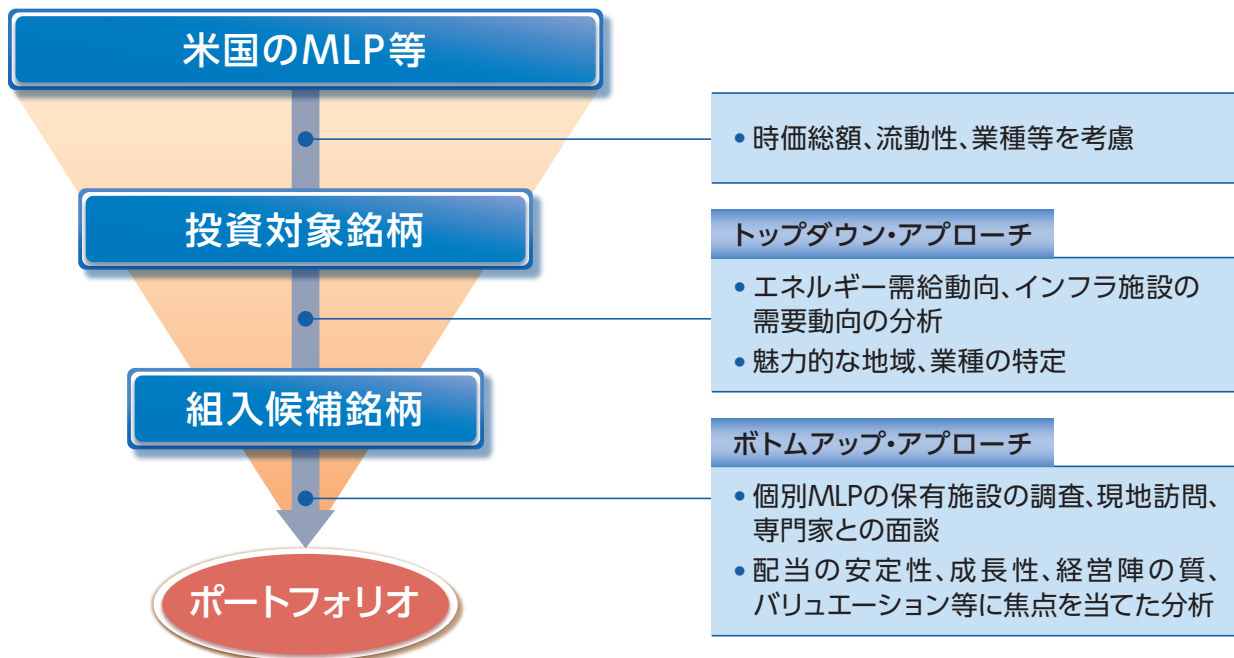 米国のMLP等
• 時価総額、流動性、業種等を考慮
投資対象銘柄
トップダウン・アプローチ
• エネルギー需給動向、インフラ施設の
需要動向の分析
• 魅力的な地域、業種の特定
組入候補銘柄
ボトムアップ・アプローチ
• 個別MLPの保有施設の調査、現地訪問、
専門家との面談
• 配当の安定性、成長性、経営陣の質、
バリュエーション等に焦点を当てた分析
ポートフォリオ